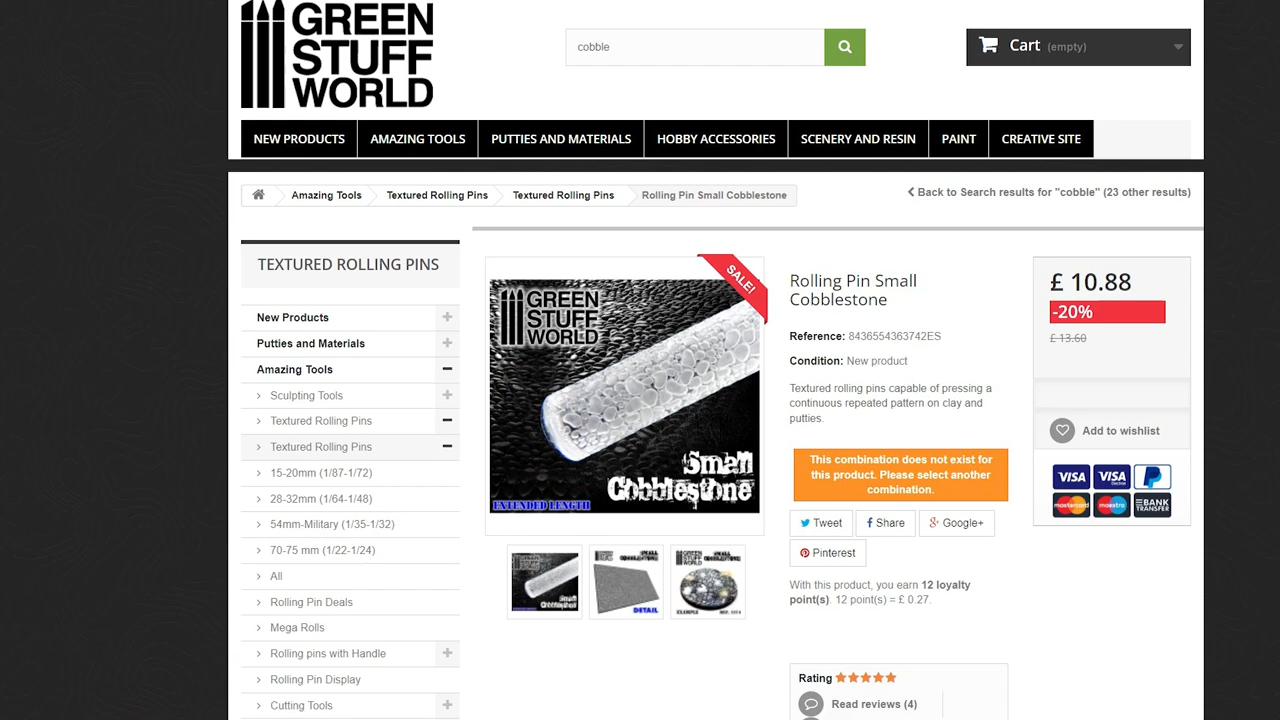 GREEN
STUFF
WORLD
cobble
Cart (empty)
NEW PRODUCTS
AMAZING TOOLS
PUTTIES AND MATERIALS
HOBBY ACCESSORIES
SCENERY AND RESIN
PAINT
CREATIVE SITE
Amazing Tools
Textured Rolling Pins
Textured Rolling Pins
Rolling Pin Small Cobblestone
Back to Search results for "cobble" (23 other results)
TEXTURED ROLLING PINS
New Products
Putties and Materials
Amazing Tools
Sculpting Tools
Textured Rolling Pins
Textured Rolling Pins
15-20mm (1/87-1/72)
28-32mm (1/64-1/48)
54mm-Military (1/35-1/32)
70-75 mm (1/22-1/24)
All
Rolling Pin Deals
Mega Rolls
Rolling pins with Handle
Rolling Pin Display
Cutting Tools
SALE!
GREEN
STUFF
WORLD
Small
Cobblestone
EXTENDED LENGTH
Small
Cobblestone
DETAIL
Rolling Pin Small
Cobblestone
Reference: 8436554363742ES
Condition: New product
Textured rolling pins capable of pressing a
continuous repeated pattern on clay and
putties.
This combination does not exist for
this product. Please select another
combination.
Tweet
Share
Google+
Pinterest
With this product, you earn 12 loyalty
point(s). 12 point(s) = £ 0.27.
Rating
Read reviews (4)
£ 10.88
-20%
£ 13.60
Add to wishlist
VISA
VISA
mastercard
maestro
BANK
TRANSFER